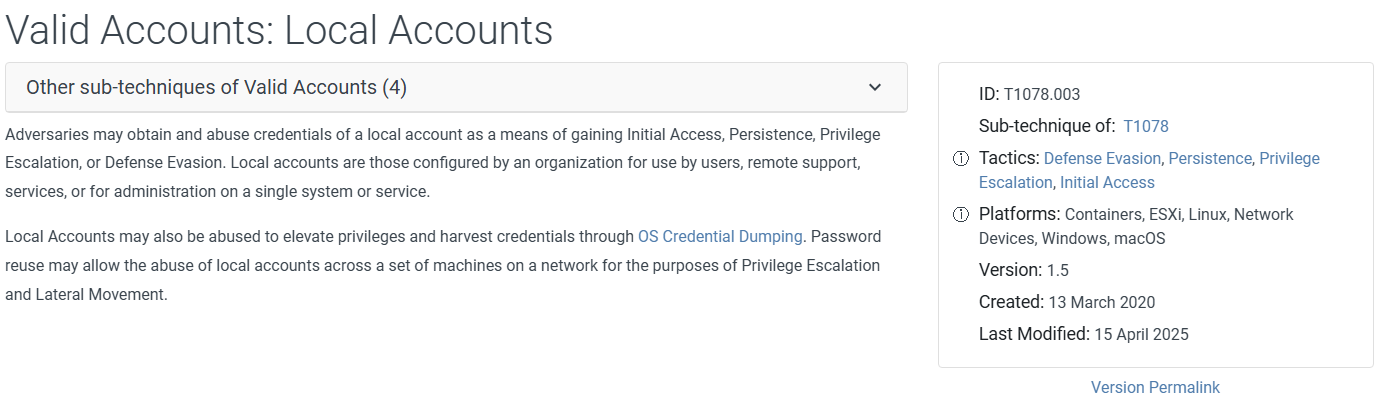 Valid Accounts: Local Accounts
Other sub-techniques of Valid Accounts (4)
Adversaries may obtain and abuse credentials of a local account as a means of gaining Initial Access, Persistence, Privilege
Escalation, or Defense Evasion. Local accounts are those configured by an organization for use by users, remote support,
services, or for administration on a single system or service.
Local Accounts may also be abused to elevate privileges and harvest credentials through OS Credential Dumping. Password
reuse may allow the abuse of local accounts across a set of machines on a network for the purposes of Privilege Escalation
and Lateral Movement.
ID: T1078.003
Sub-technique of: T1078
Tactics: Defense Evasion, Persistence, Privilege
Escalation, Initial Access
Platforms: Containers, ESXi, Linux, Network
Devices, Windows, macOS
Version: 1.5
Created: 13 March 2020
Last Modified: 15 April 2025
Version Permalink